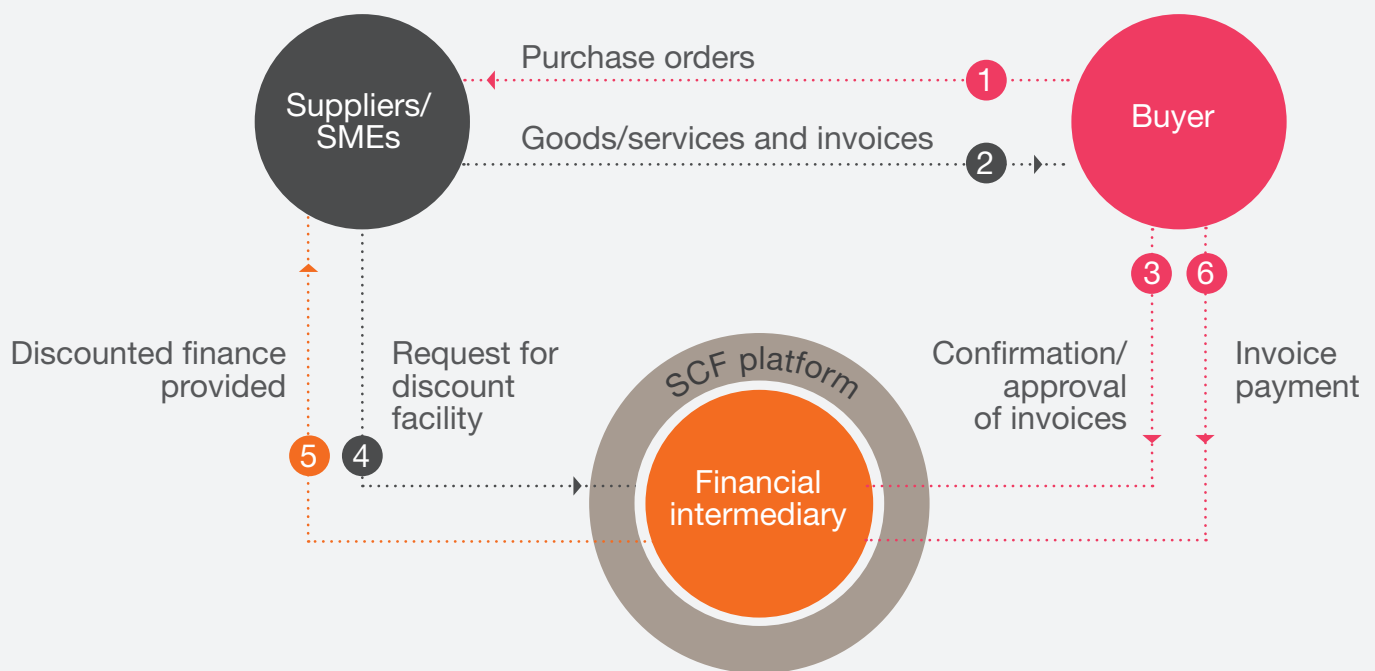 Purchase orders
1
Suppliers/
SMEs
Buyer
Goods/services and invoices
2
3
6
Discounted finance
provided
Request for
discount
facility
SCF platform
Confirmation/
approval
of invoices
Invoice
payment
5
4
Financial
intermediary